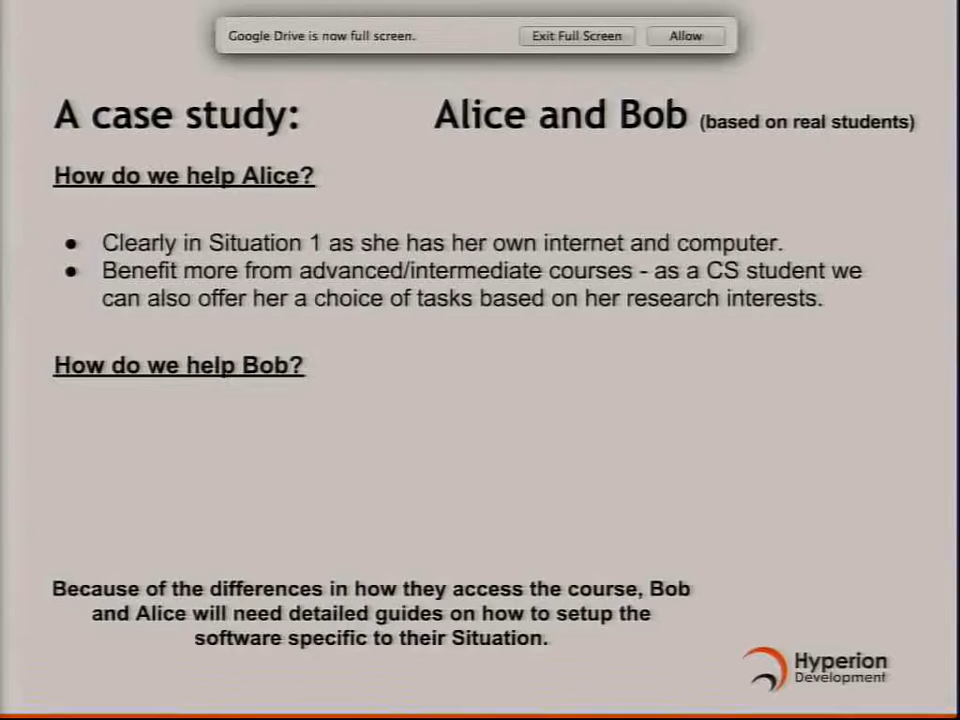 Google Drive is now full screen. Exit Full Screen Allow
A case study: Alice and Bob (based on real students)
How do we help Alice?
● Clearly in Situation 1 as she has her own internet and computer.
● Benefit more from advanced/intermediate courses - as a CS student we
can also offer her a choice of tasks based on her research interests.
How do we help Bob?
Because of the differences in how they access the course, Bob
and Alice will need detailed guides on how to setup the
software specific to their Situation.
Hyperion
Development